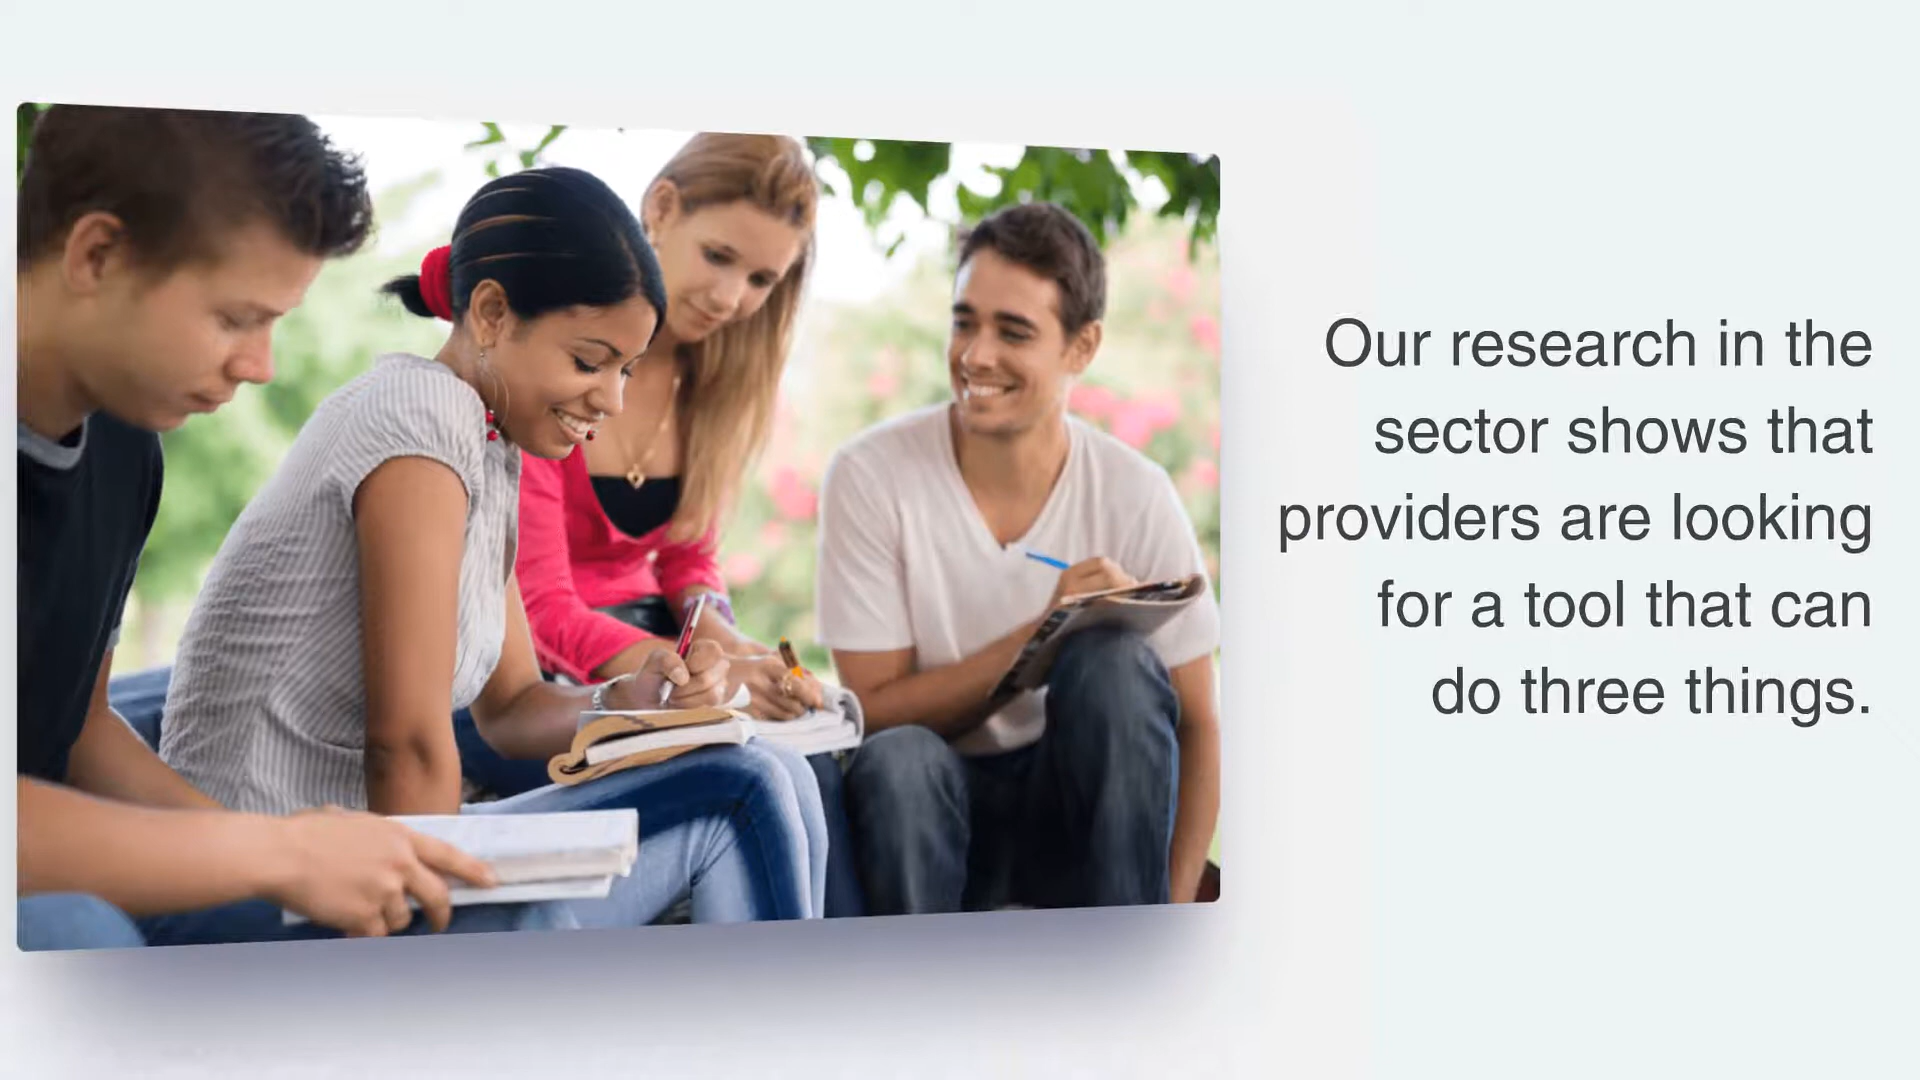 Our research in the
sector shows that
providers are looking
for a tool that can
do three things.